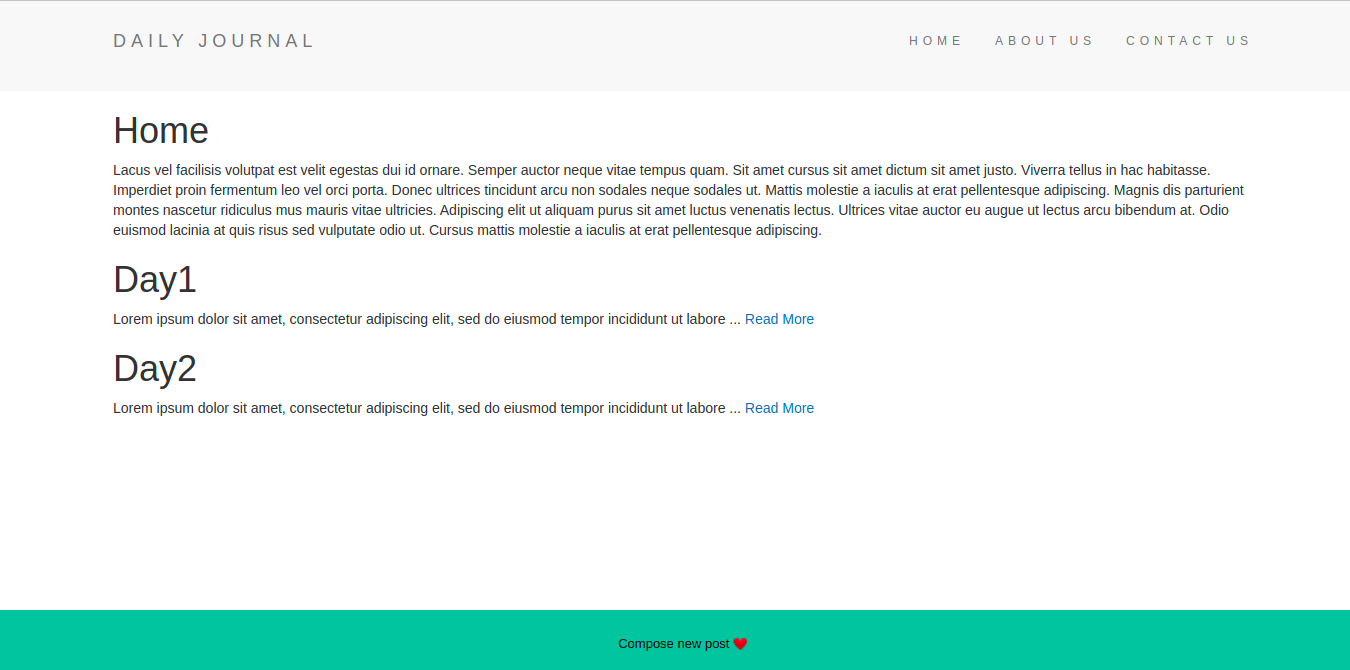 DAILY JOURNAL
HOME ABOUT US CONTACT US
Home
Lacus vel facilisis volutpat est velit egestas dui id ornare. Semper auctor neque vitae tempus quam. Sit amet cursus sit amet dictum sit amet justo. Viverra tellus in hac habitasse.
Imperdiet proin fermentum leo vel orci porta. Donec ultrices tincidunt arcu non sodales neque sodales ut. Mattis molestie a iaculis at erat pellentesque adipiscing. Magnis dis parturient
montes nascetur ridiculus mus mauris vitae ultricies. Adipiscing elit ut aliquam purus sit amet luctus venenatis lectus. Ultrices vitae auctor eu augue ut lectus arcu bibendum at. Odio
euismod lacinia at quis risus sed vulputate odio ut. Cursus mattis molestie a iaculis at erat pellentesque adipiscing.
Day1
Lorem ipsum dolor sit amet, consectetur adipiscing elit, sed do eiusmod tempor incididunt ut labore ... Read More
Day2
Lorem ipsum dolor sit amet, consectetur adipiscing elit, sed do eiusmod tempor incididunt ut labore ... Read More
Compose new post ❤️